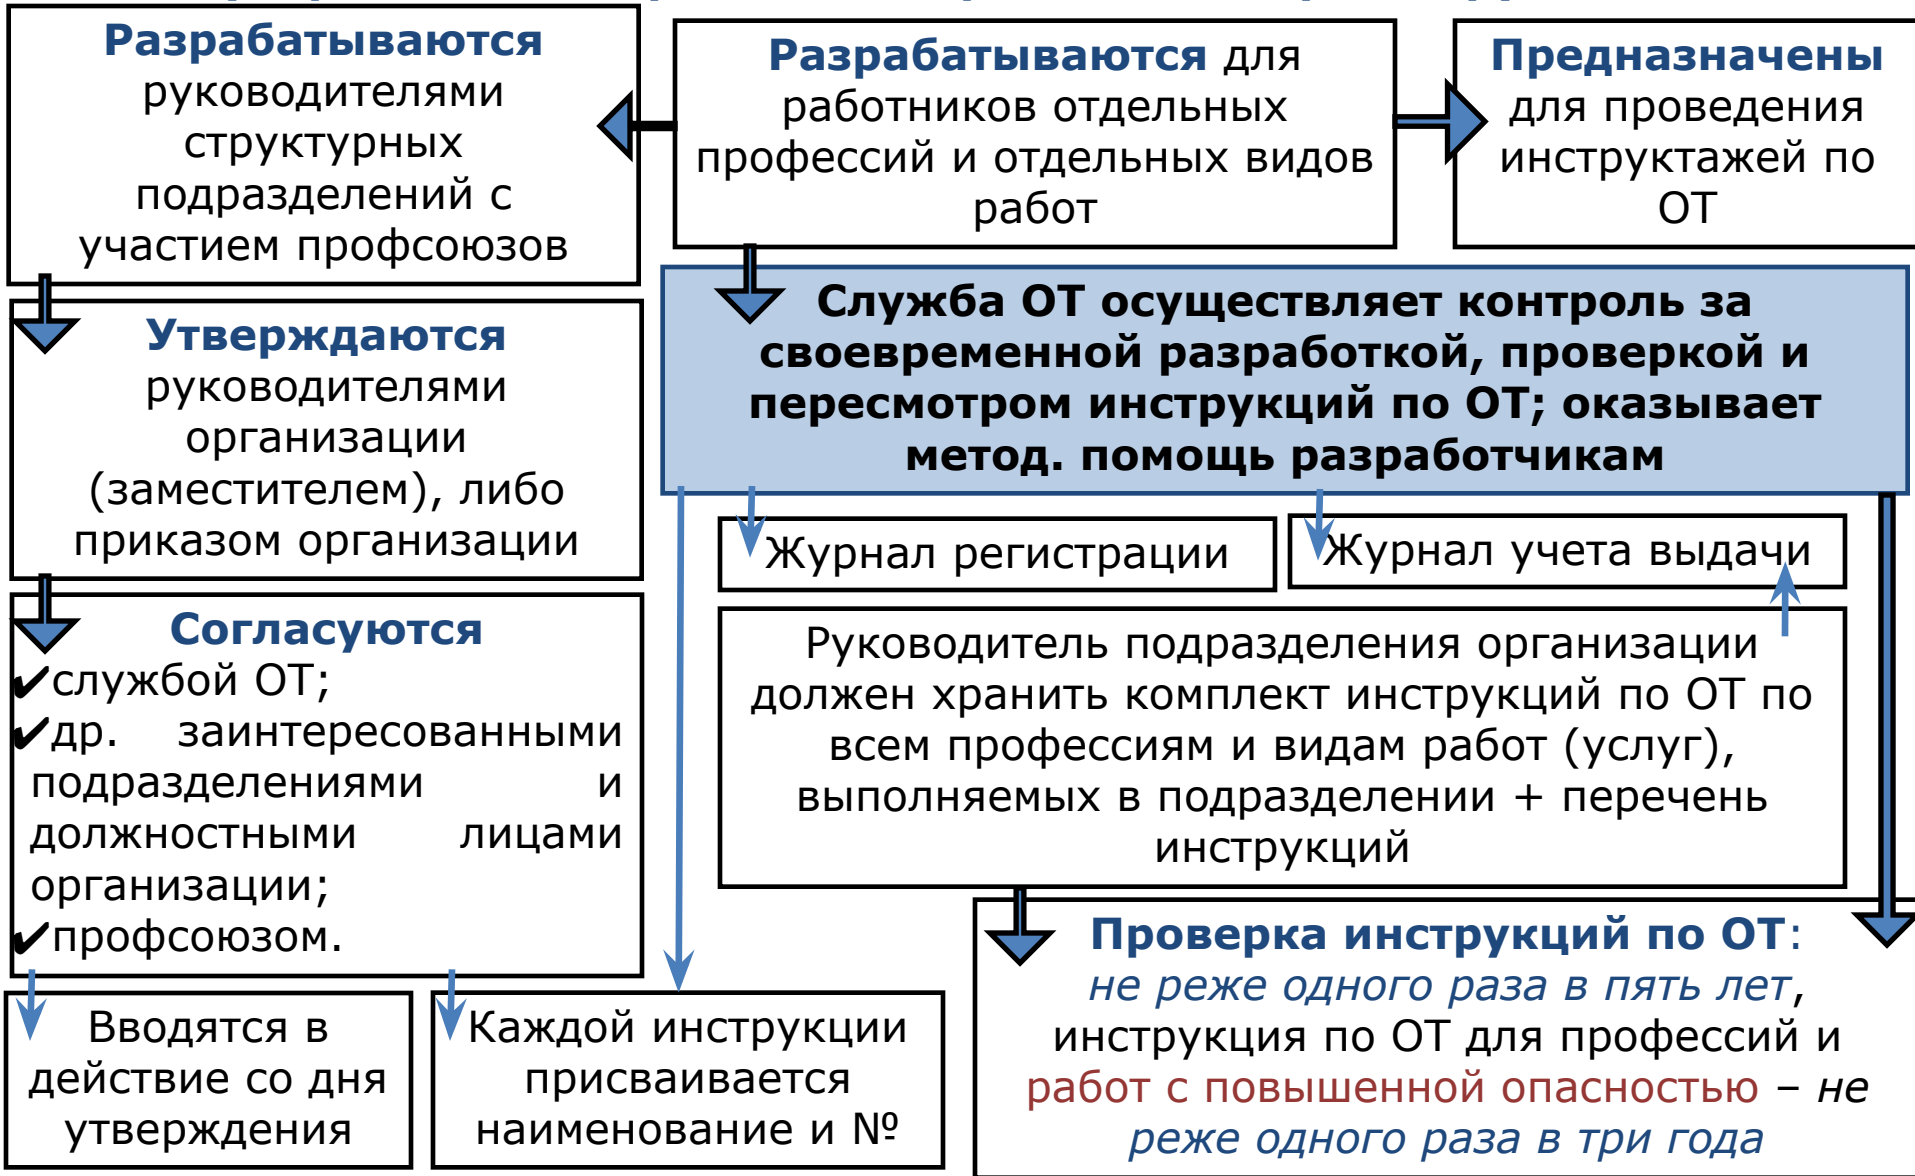 Разрабатываются
руководителями
структурных
подразделений с
участием профсоюзов
Разрабатываются для
работников отдельных
профессий и отдельных видов
работ
Предназначены
для проведения
инструктажей по
ОТ
Утверждаются
руководителями
организации
(заместителем), либо
приказом организации
Служба ОТ осуществляет контроль за
своевременной разработкой, проверкой и
пересмотром инструкций по ОТ; оказывает
метод. помощь разработчикам
Журнал регистрации
Журнал учета выдачи
Согласуются
✔службой ОТ;
✔др. заинтересованными
подразделениями и
должностными лицами
организации;
✔профсоюзом.
Руководитель подразделения организации
должен хранить комплект инструкций по ОТ по
всем профессиям и видам работ (услуг),
выполняемых в подразделении + перечень
инструкций
Вводятся в
действие со дня
утверждения
Каждой инструкции
присваивается
наименование и №
Проверка инструкций по ОТ:
не реже одного раза в пять лет,
инструкция по ОТ для профессий и
работ с повышенной опасностью – не
реже одного раза в три года